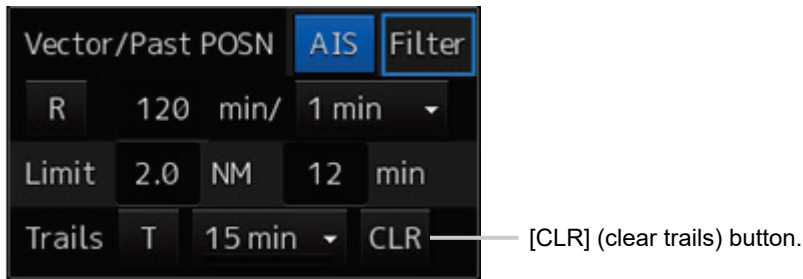 Vector/Past POSN AIS Filter
R 120 min/ 1 min
Limit 2.0 NM 12 min
Trails T 15 min CLR
[CLR] (clear trails) button.